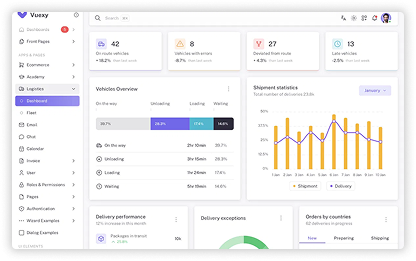 Vuexy
Search
Dashboards
Front Pages
APPS & PAGES
Ecommerce
Academy
Logistics
Dashboard
Fleet
Email
Chat
Calendar
Invoice
User
Roles & Permissions
Pages
Authentication
Wizard Examples
Dialog Examples
UI ELEMENTS
42
On route vehicles
+18.2% than last week
8
Vehicles with errors
-8.7% than last week
27
Deviated from route
+4.3% than last week
13
Late vehicles
-2.5% than last week
Vehicles Overview
On the way Unloading Loading Waiting
39.7% 28.3% 17.4% 14.6%
On the way 2hr 10min 39.7%
Unloading 3hr 15min 28.3%
Loading 1hr 24min 17.4%
Waiting 5hr 19min 14.6%
Shipment statistics
Total number of deliveries 23.8k
January
50%
38%
25%
12.5%
0%
1 Jan 2 Jan 3 Jan 4 Jan 5 Jan 6 Jan 7 Jan 8 Jan 9 Jan 10 Jan
Shipment Delivery
Delivery performance
12% increase in this month
Packages in transit
25.8%
10k
Delivery exceptions
Orders by countries
62 deliveries in progress
New Preparing Shipping